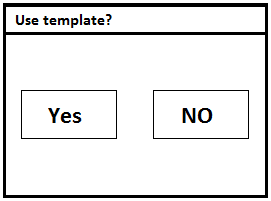 Use template?
Yes
NO